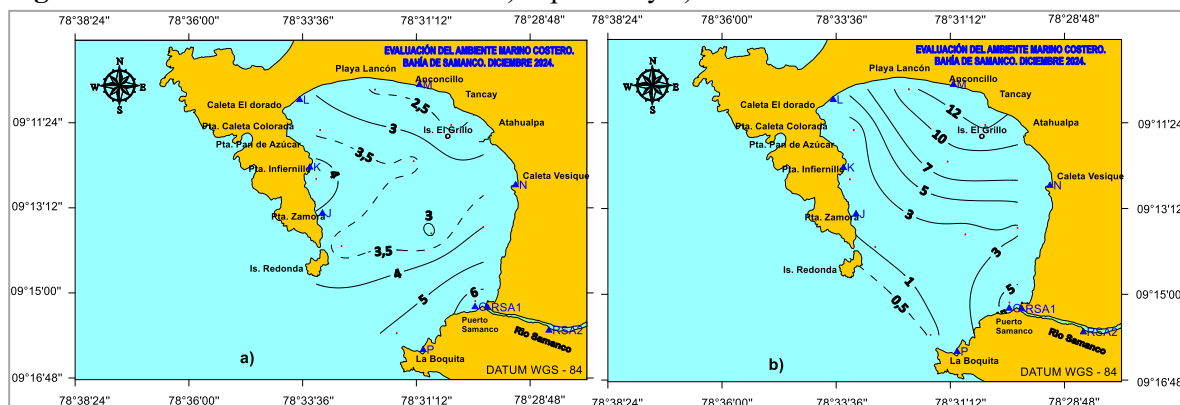 78°38'24" 78°36'00" 78°33'36" 78°31'12" 78°28'48"
EVALUACIÓN DEL AMBIENTE MARINO COSTERO.
BAHÍA DE SAMANCO. DICIEMBRE 2024.
N
W E
S
Playa Lancón
Anconcillo
M
Tancay
Caleta El dorado
L
2,5
Atahualpa
Is. El Grillo
09°11'24"
Pta. Caleta Colorada
3
Pta. Pan de Azúcar
3,5
Pta. Infiernillo
K
4
Caleta Vesique
N
09°13'12"
Pta. Zamora
J
3
3,5
Is. Redonda
4
09°15'00"
5
6
O
RSA1
Puerto
Samanco
Rio Samanco
RSA2
P
La Boquita
a)
DATUM WGS - 84
09°16'48"
78°38'24" 78°36'00" 78°33'36" 78°31'12" 78°28'48"
78°38'24" 78°36'00" 78°33'36" 78°31'12" 78°28'48"
EVALUACIÓN DEL AMBIENTE MARINO COSTERO.
BAHÍA DE SAMANCO. DICIEMBRE 2024.
N
W E
S
Playa Lancón
Anconcillo
M
Tancay
Caleta El dorado
L
12
Atahualpa
Is. El Grillo
09°11'24"
Pta. Caleta Colorada
10
Pta. Pan de Azúcar
7
Pta. Infiernillo
K
5
Caleta Vesique
N
09°13'12"
Pta. Zamora
J
3
3
Is. Redonda
1
0,5
09°15'00"
5
RSA1
Puerto
Samanco
Rio Samanco
RSA2
P
La Boquita
b)
DATUM WGS - 84
09°16'48"
78°38'24" 78°36'00" 78°33'36" 78°31'12" 78°28'48"